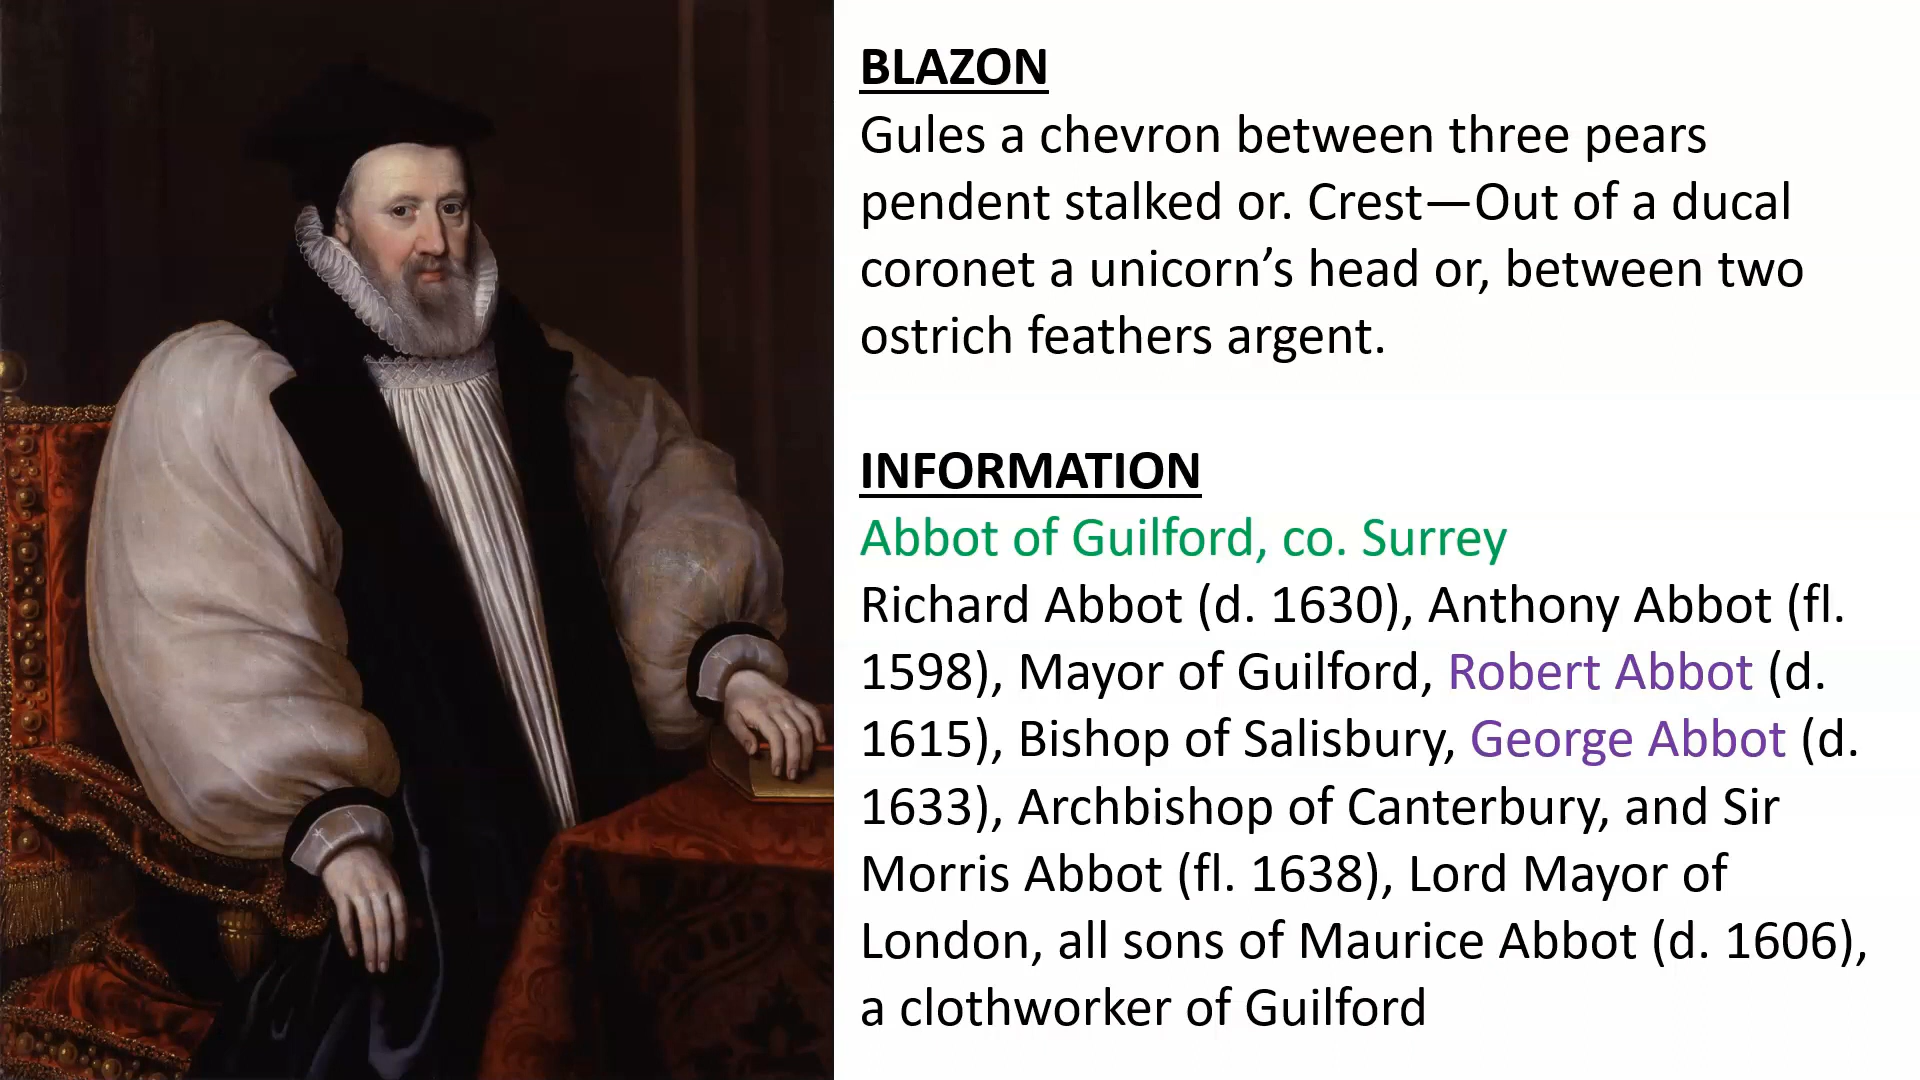 BLAZON
Gules a chevron between three pears
pendent stalked or. Crest—Out of a ducal
coronet a unicorn’s head or, between two
ostrich feathers argent.
INFORMATION
Abbot of Guilford, co. Surrey
Richard Abbot (d. 1630), Anthony Abbot (fl.
1598), Mayor of Guilford, Robert Abbot (d.
1615), Bishop of Salisbury, George Abbot (d.
1633), Archbishop of Canterbury, and Sir
Morris Abbot (fl. 1638), Lord Mayor of
London, all sons of Maurice Abbot (d. 1606),
a clothworker of Guilford